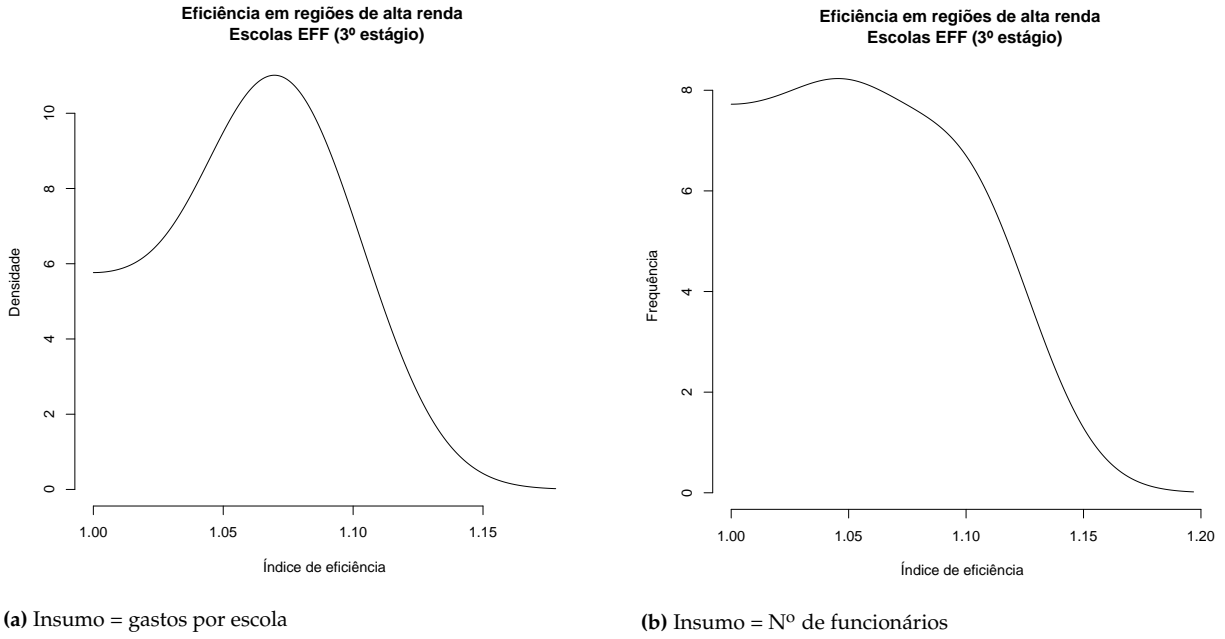 Eficiência em regiões de alta renda
Escolas EFF (3º estágio)
Densidade
0
2
4
6
8
10
1.00
1.05
1.10
1.15
Índice de eficiência
(a) Insumo = gastos por escola
Eficiência em regiões de alta renda
Escolas EFF (3º estágio)
Frequência
0
2
4
6
8
1.00
1.05
1.10
1.15
1.20
Índice de eficiência
(b) Insumo = Nº de funcionários